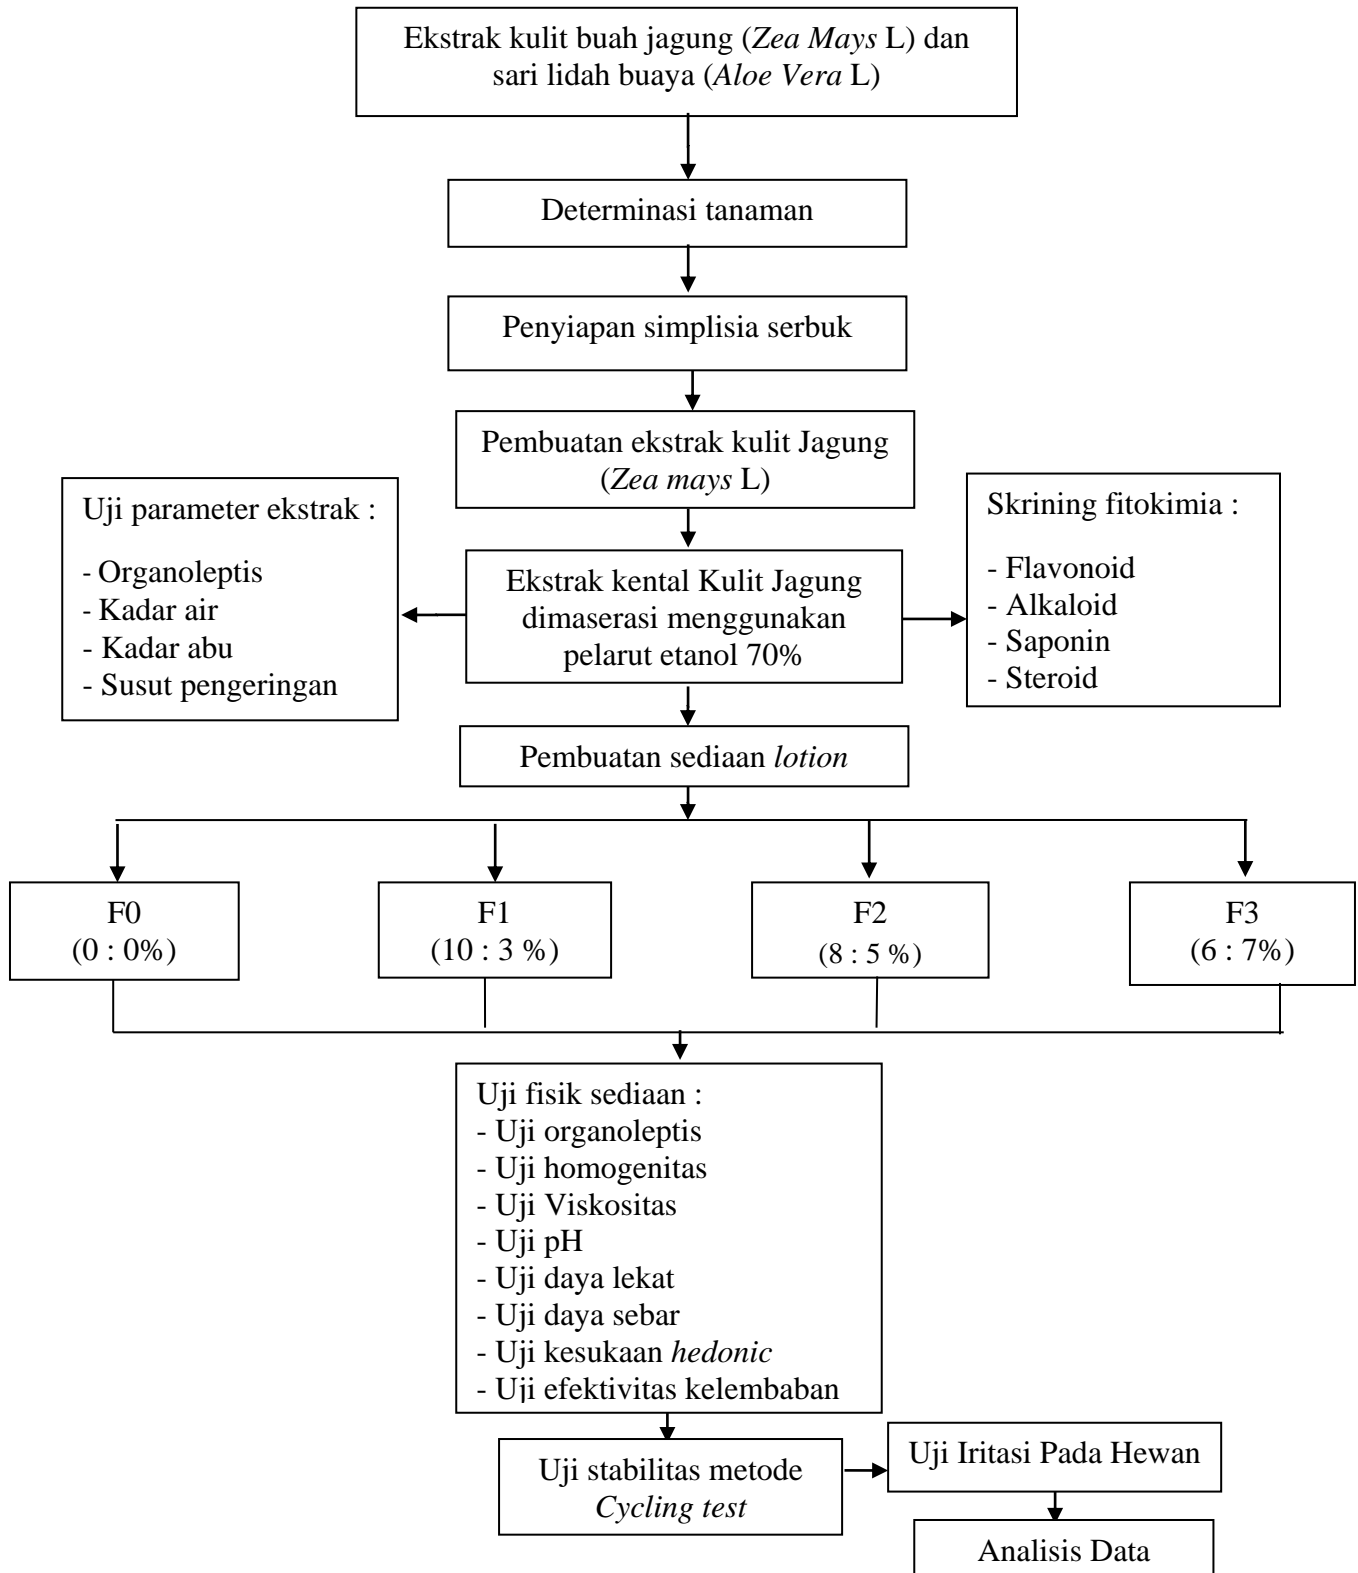 Ekstrak kulit buah jagung (Zea Mays L) dan
sari lidah buaya (Aloe Vera L)
Determinasi tanaman
Penyiapan simplisia serbuk
Pembuatan ekstrak kulit Jagung
(Zea mays L)
Uji parameter ekstrak :
- Organoleptis
- Kadar air
- Kadar abu
- Susut pengeringan
Ekstrak kental Kulit Jagung
dimaserasi menggunakan
pelarut etanol 70%
Skrining fitokimia :
- Flavonoid
- Alkaloid
- Saponin
- Steroid
Pembuatan sediaan lotion
F0
(0 : 0%)
F1
(10 : 3 %)
F2
(8 : 5 %)
F3
(6 : 7%)
Uji fisik sediaan :
- Uji organoleptis
- Uji homogenitas
- Uji Viskositas
- Uji pH
- Uji daya lekat
- Uji daya sebar
- Uji kesukaan hedonic
- Uji efektivitas kelembaban
Uji stabilitas metode
Cycling test
Uji Iritasi Pada Hewan
Analisis Data